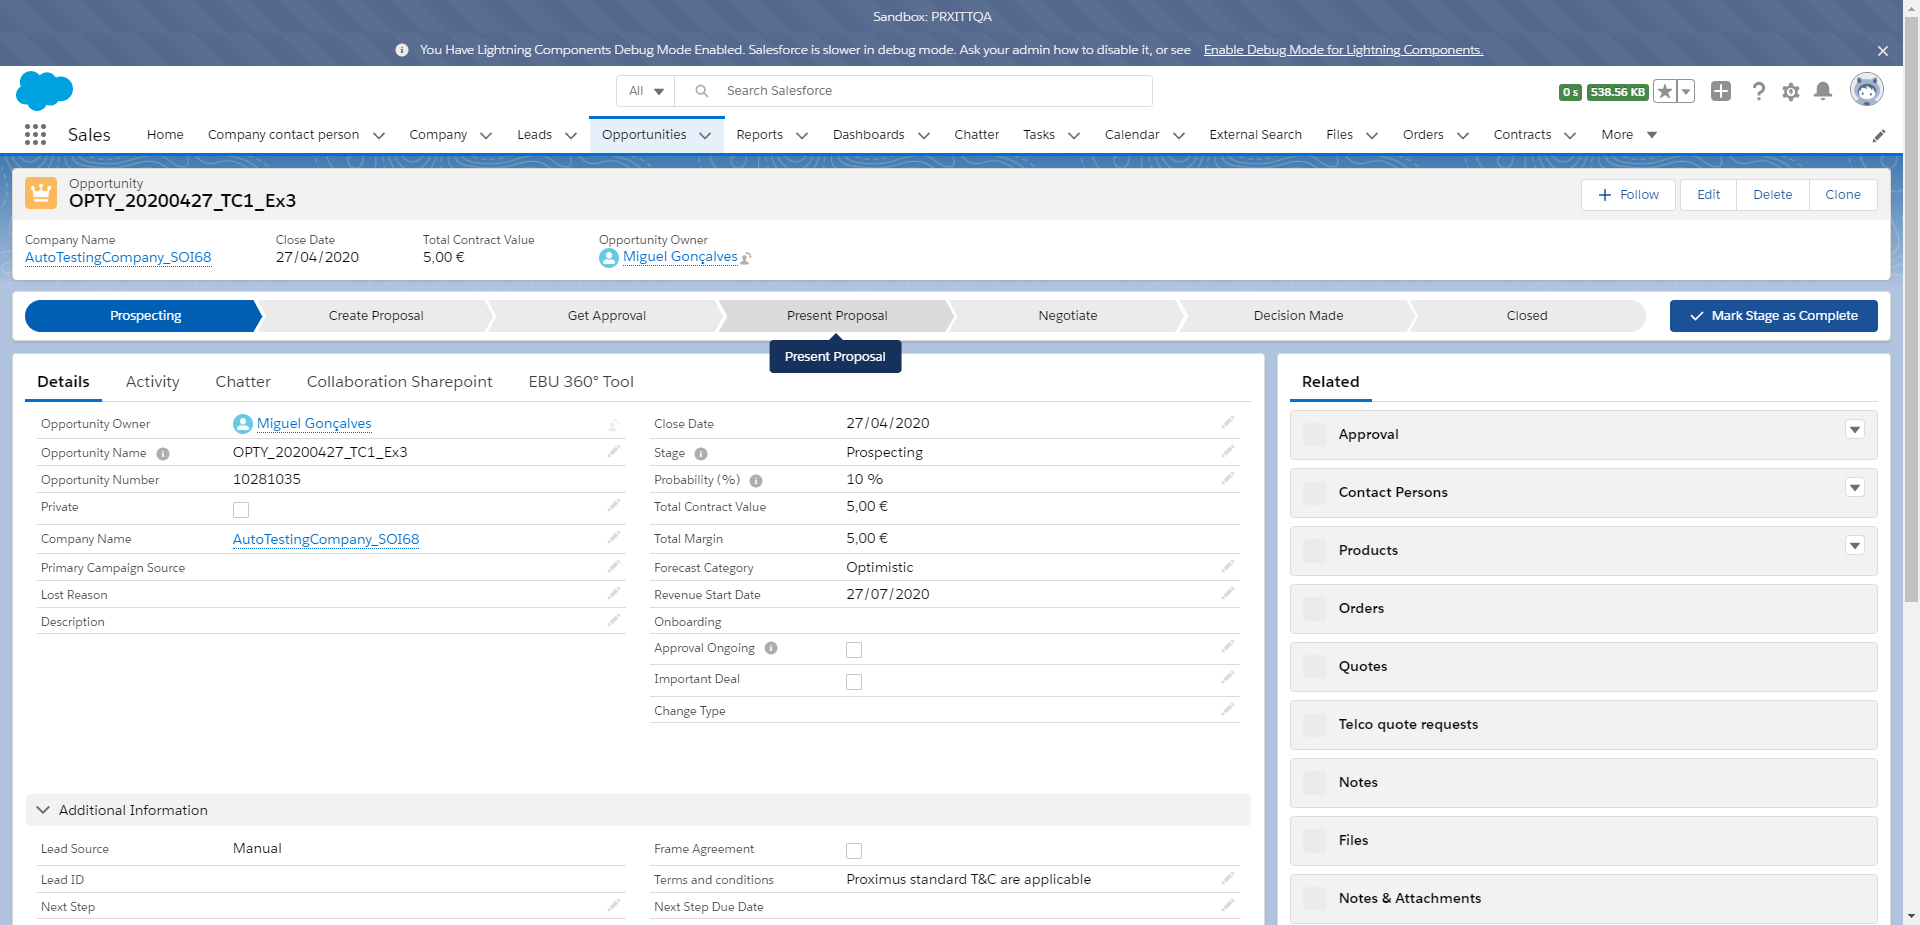 Sandbox: PRXITTQA
You Have Lightning Components Debug Mode Enabled. Salesforce is slower in debug mode. Ask your admin how to disable it, or see Enable Debug Mode for Lightning Components.
All Search Salesforce 0 s 538.56 KB
Sales Home Company contact person Company Leads Opportunities Reports Dashboards Chatter Tasks Calendar External Search Files Orders Contracts More
Opportunity
OPTY_20200427_TC1_Ex3
Follow Edit Delete Clone
Company Name Close Date Total Contract Value Opportunity Owner
AutoTestingCompany_SOI68 27/04/2020 5,00 € Miguel Gonçalves
Prospecting Create Proposal Get Approval Present Proposal Negotiate Decision Made Closed Mark Stage as Complete
Present Proposal
Details Activity Chatter Collaboration Sharepoint EBU 360° Tool
Opportunity Owner Miguel Gonçalves
Opportunity Name OPTY_20200427_TC1_Ex3
Opportunity Number 10281035
Private
Company Name AutoTestingCompany_SOI68
Primary Campaign Source
Lost Reason
Description
Close Date 27/04/2020
Stage Prospecting
Probability (%) 10 %
Total Contract Value 5,00 €
Total Margin 5,00 €
Forecast Category Optimistic
Revenue Start Date 27/07/2020
Onboarding
Approval Ongoing
Important Deal
Change Type
Additional Information
Lead Source Manual
Lead ID
Next Step
Frame Agreement
Terms and conditions Proximus standard T&C are applicable
Next Step Due Date
Related
Approval
Contact Persons
Products
Orders
Quotes
Telco quote requests
Notes
Files
Notes & Attachments